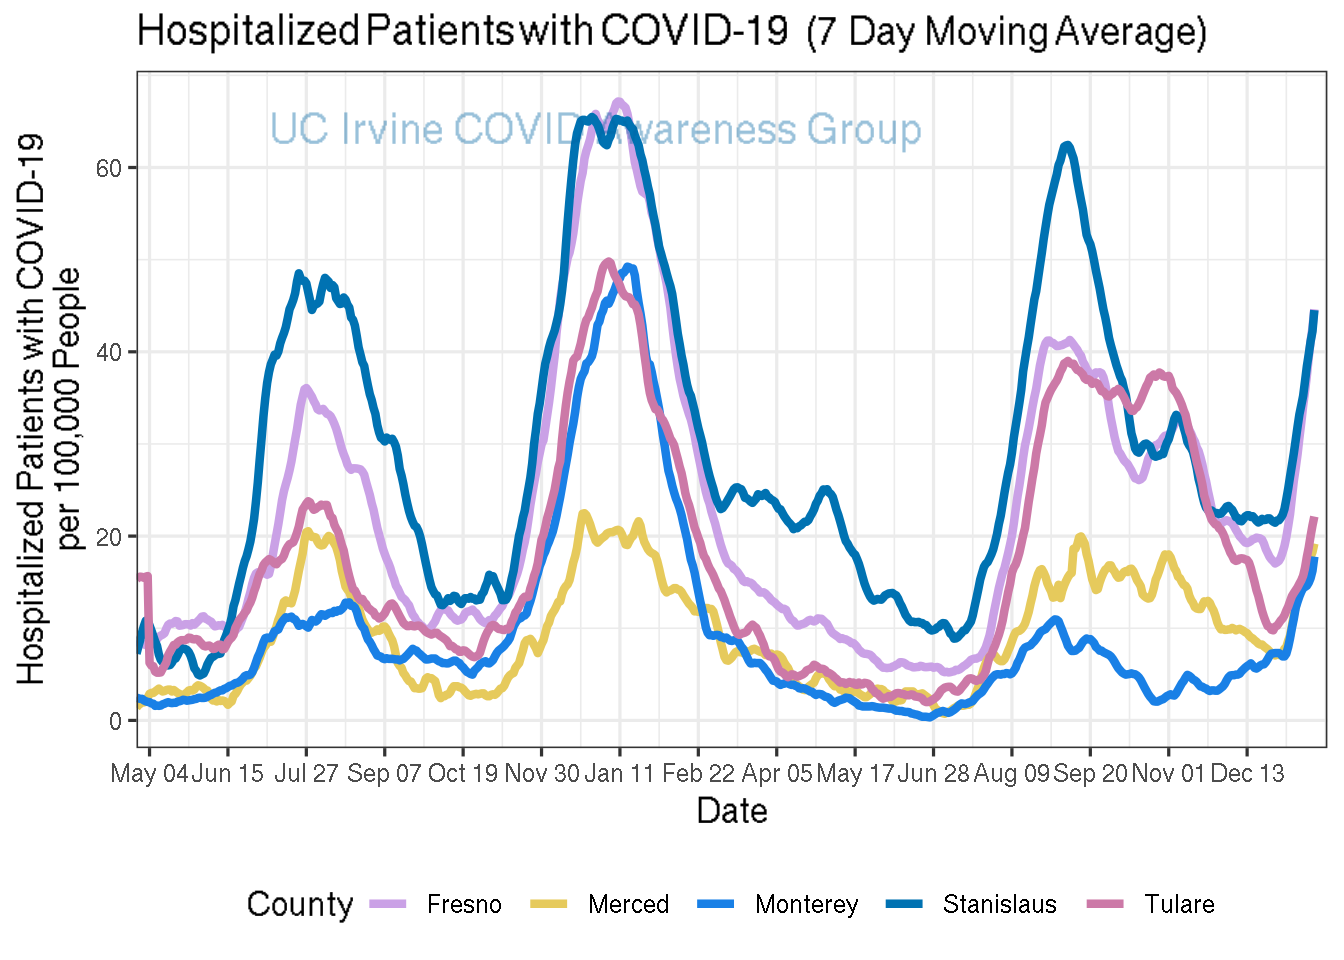 Hospitalized Patients with COVID-19 (7 Day Moving Average)
UC Irvine COVID Awareness Group
Hospitalized Patients with COVID-19
per 100,000 People
60
40
20
0
May 04 Jun 15 Jul 27 Sep 07 Oct 19 Nov 30 Jan 11 Feb 22 Apr 05 May 17 Jun 28 Aug 09 Sep 20 Nov 01 Dec 13
Date
County Fresno Merced Monterey Stanislaus Tulare